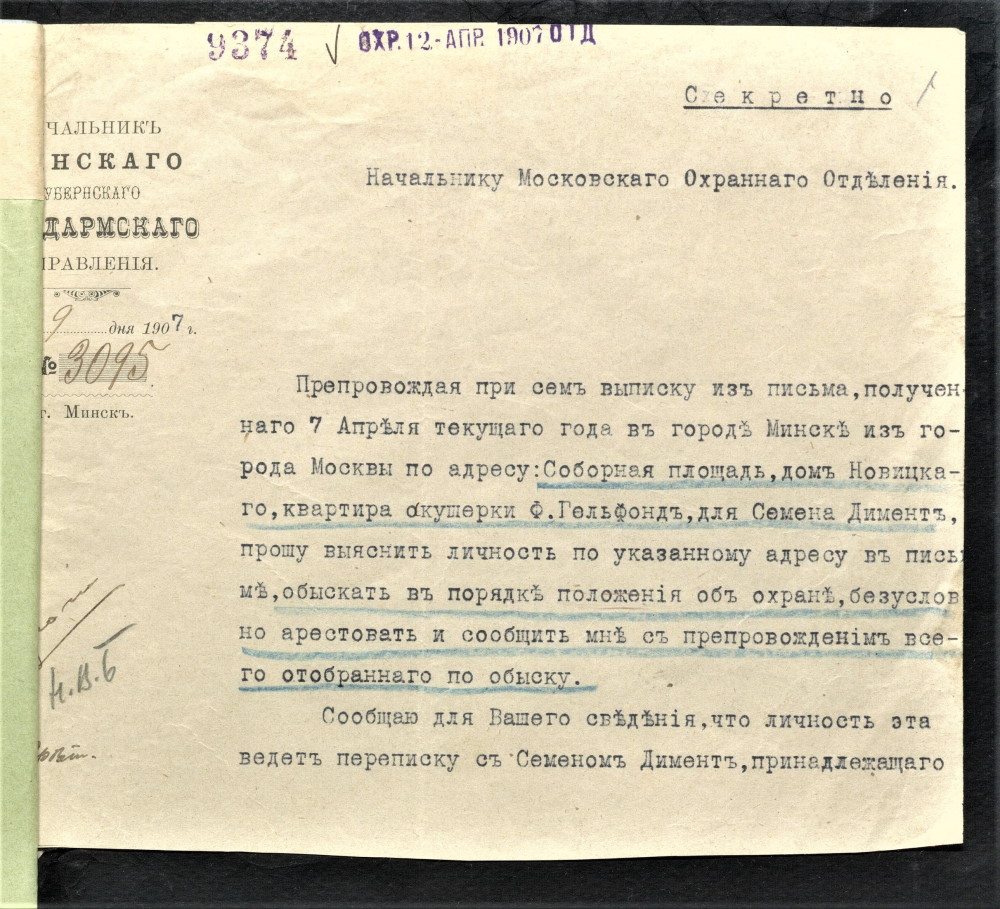 9374 ОХР. 12.-АПР. 1907 ОТД
Секретно
ЧАЛЬНИКЪ
НСКАГО
УБЕРНСКАГО
ДАРМСКАГО
ПРАВЛЕНІЯ.
9 дня 1907 г.
№ 3095
г. Минскъ.
Начальнику Московскаго Охраннаго Отдѣленія.
Препровождая при семъ выписку изъ письма,получен-
наго 7 Апрѣля текущаго года въ городѣ Минскѣ изъ го-
рода Москвы по адресу:Соборная площадь,домъ Новицка-
го,квартира акушерки Ф.Гельфондъ,для Семена Диментъ,
прошу выяснить личность по указанному адресу въ пись
мѣ,обыскать въ порядкѣ положенія объ охранѣ,безуслов
но арестовать и сообщить мнѣ съ препровожденімъ все-
го отобраннаго по обыску.
Сообщаю для Вашего свѣдѣнія,что личность эта
ведетъ переписку съ Семеномъ Диментъ,принадлежащаго
Н.В.Б